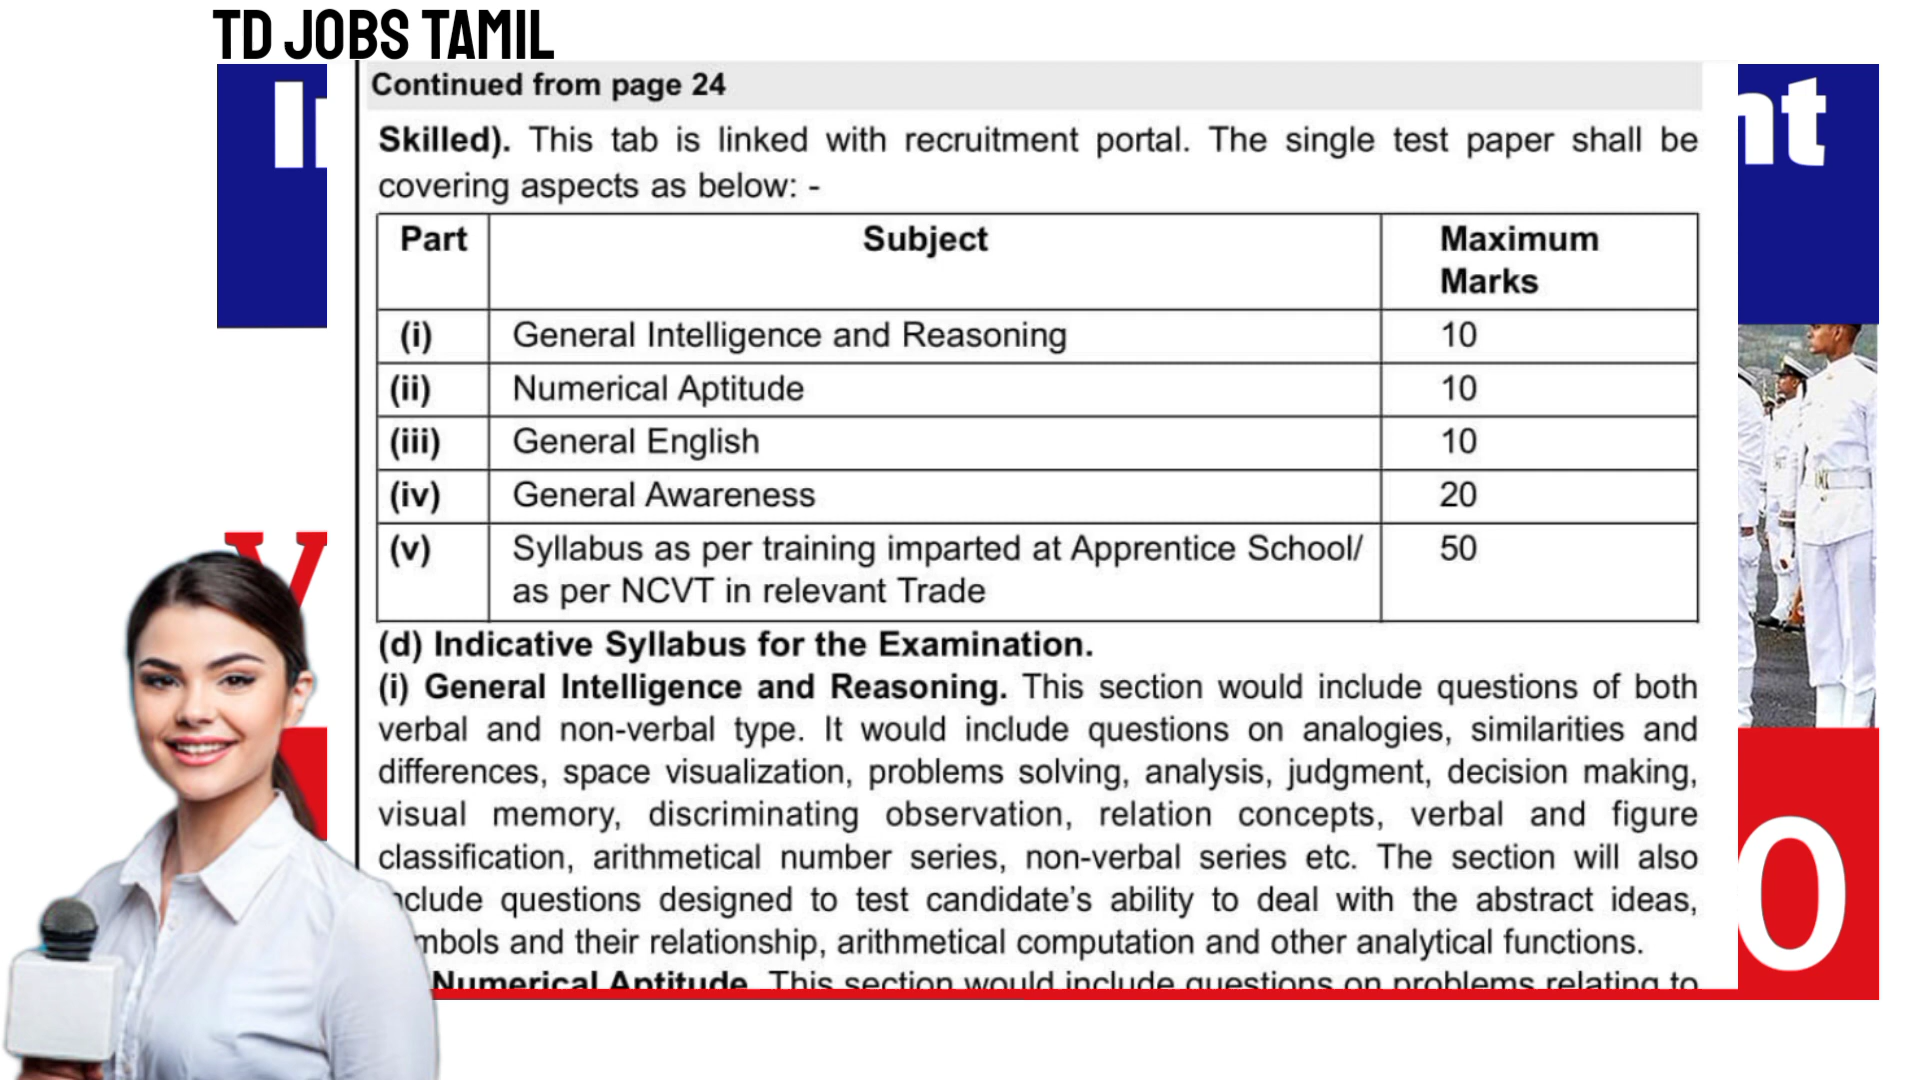 TD JOBS TAMIL
Continued from page 24
Skilled). This tab is linked with recruitment portal. The single test paper shall be
covering aspects as below: -
Part Subject Maximum
Marks
(i) General Intelligence and Reasoning 10
(ii) Numerical Aptitude 10
(iii) General English 10
(iv) General Awareness 20
(v) Syllabus as per training imparted at Apprentice School/ 50
as per NCVT in relevant Trade
(d) Indicative Syllabus for the Examination.
(i) General Intelligence and Reasoning. This section would include questions of both
verbal and non-verbal type. It would include questions on analogies, similarities and
differences, space visualization, problems solving, analysis, judgment, decision making,
visual memory, discriminating observation, relation concepts, verbal and figure
classification, arithmetical number series, non-verbal series etc. The section will also
questions designed to test candidate's ability to deal with the abstract ideas,
and their relationship, arithmetical computation and other analytical functions.
Numerical Aptitude. This section would include questions on problems relating to